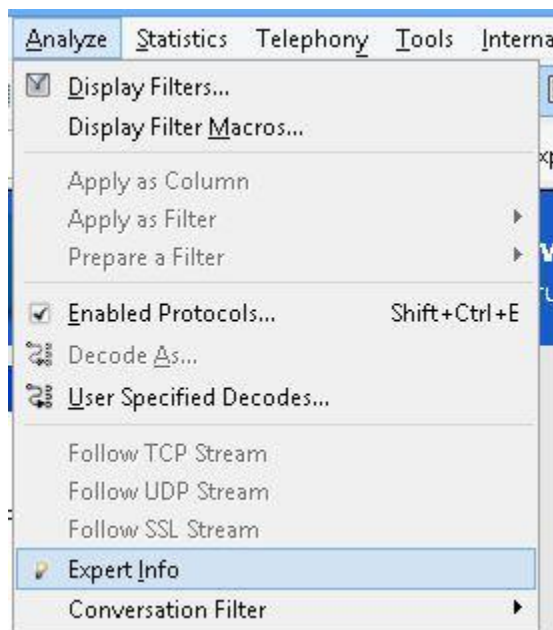 Analyze Statistics Telephony Tools Interna
Display Filters...
Display Filter Macros...
Apply as Column
Apply as Filter
Prepare a Filter
Enabled Protocols... Shift+Ctrl+E
Decode As...
User Specified Decodes...
Follow TCP Stream
Follow UDP Stream
Follow SSL Stream
Expert Info
Conversation Filter